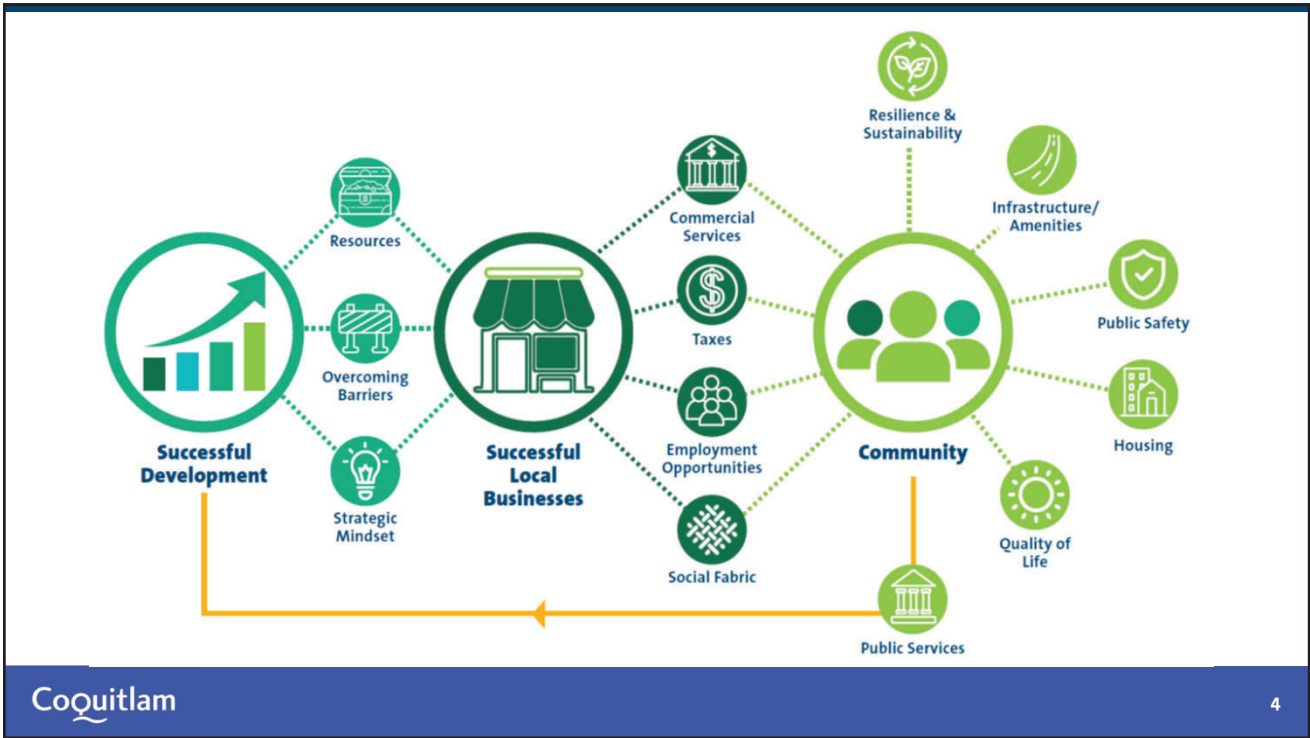 Resilience &
Sustainability
Infrastructure/
Amenities
Commercial
Services
Resources
Public Safety
Taxes
Overcoming
Barriers
Successful
Development
Successful
Local
Businesses
Employment
Opportunities
Community
Housing
Strategic
Mindset
Quality of
Life
Social Fabric
Public Services
Coquitlam
4